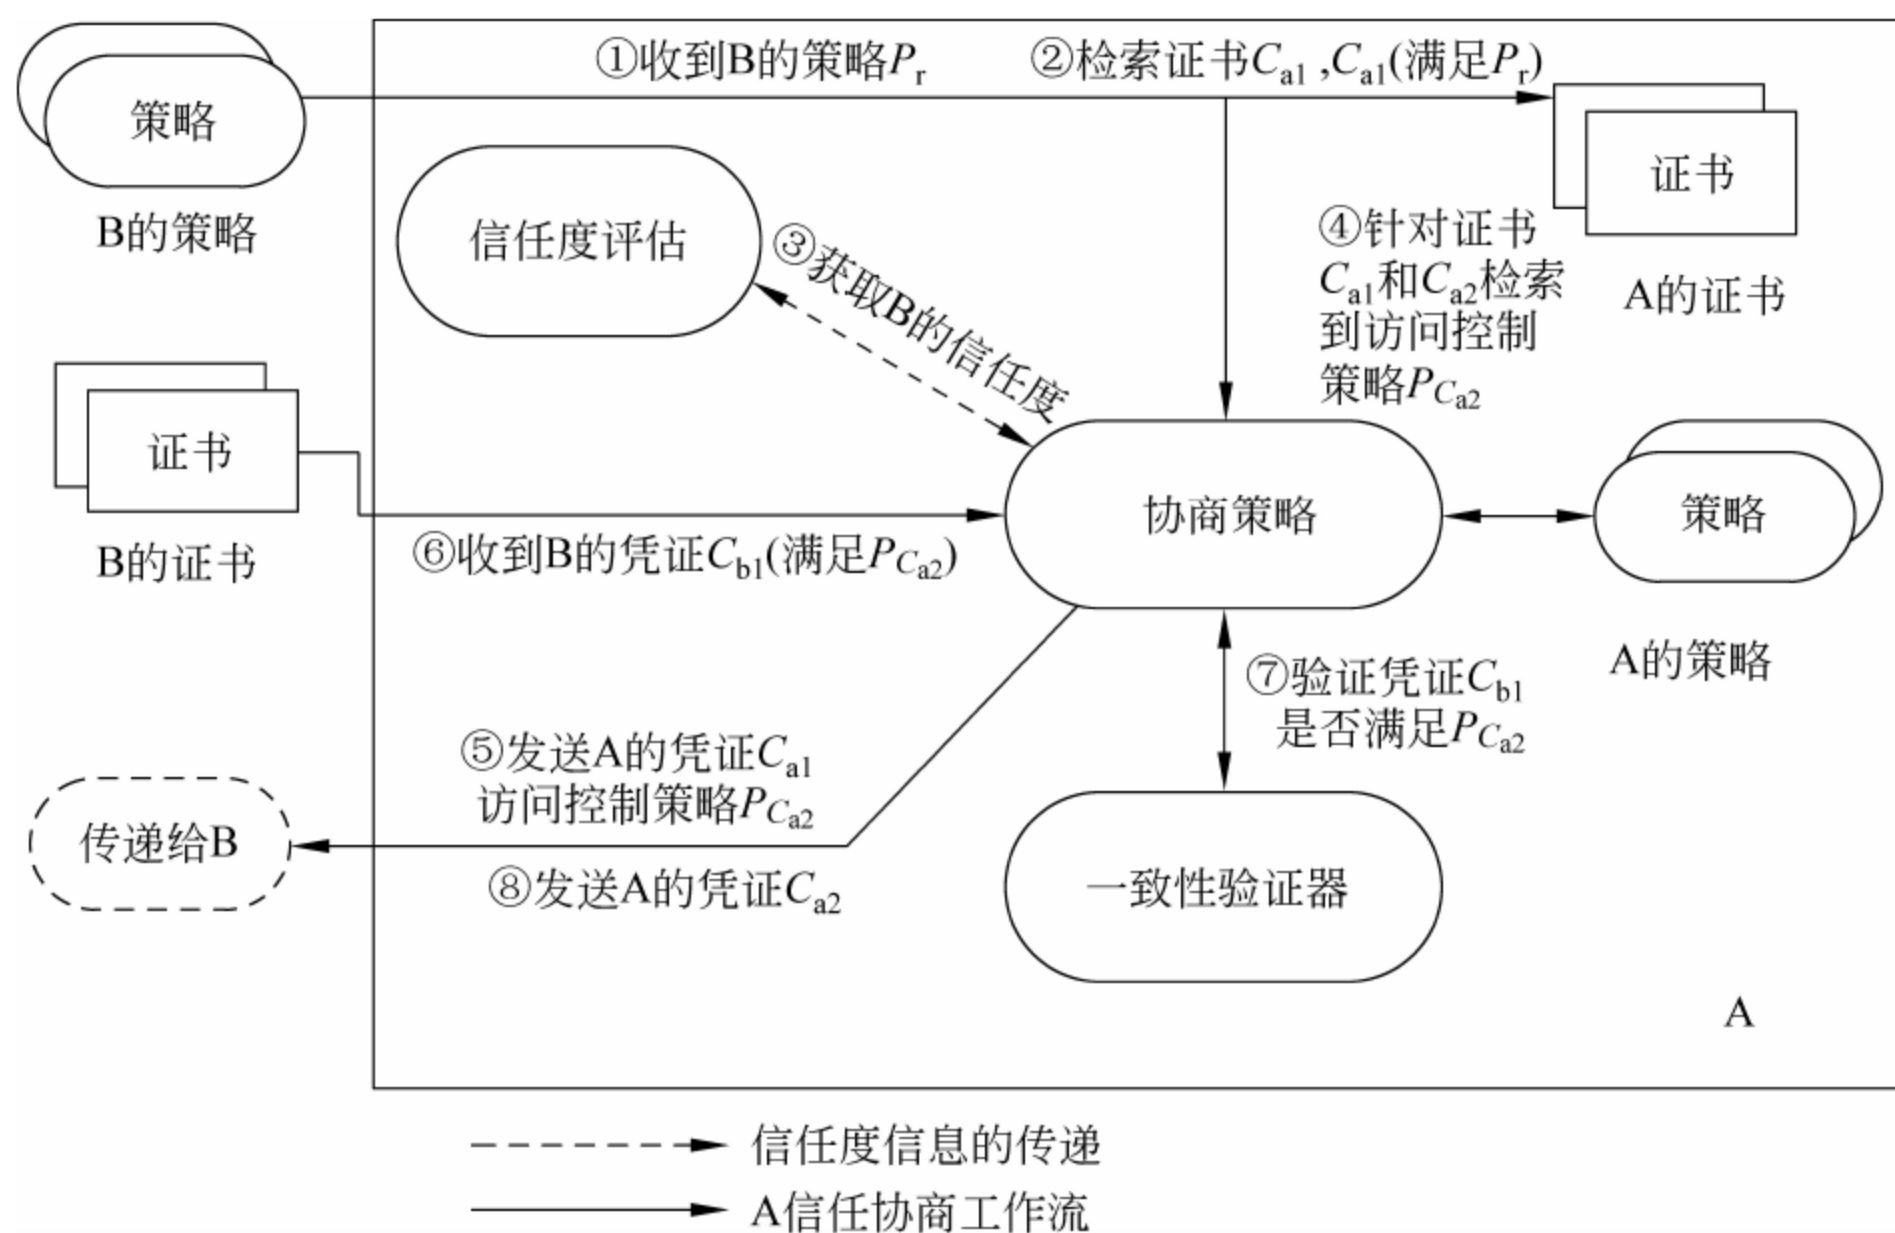 ①收到B的策略Pr
②检索证书Ca1 ,Ca1(满足Pr)
策略
B的策略
信任度评估
③获取B的信任度
④针对证书
Ca1和Ca2检索
到访问控制
策略PCa2
证书
A的证书
证书
B的证书
⑥收到B的凭证Cb1(满足PCa2)
协商策略
策略
A的策略
⑦验证凭证Cb1
是否满足PCa2
⑤发送A的凭证Ca1
访问控制策略PCa2
传递给B
⑧发送A的凭证Ca2
一致性验证器
A
信任度信息的传递
A信任协商工作流